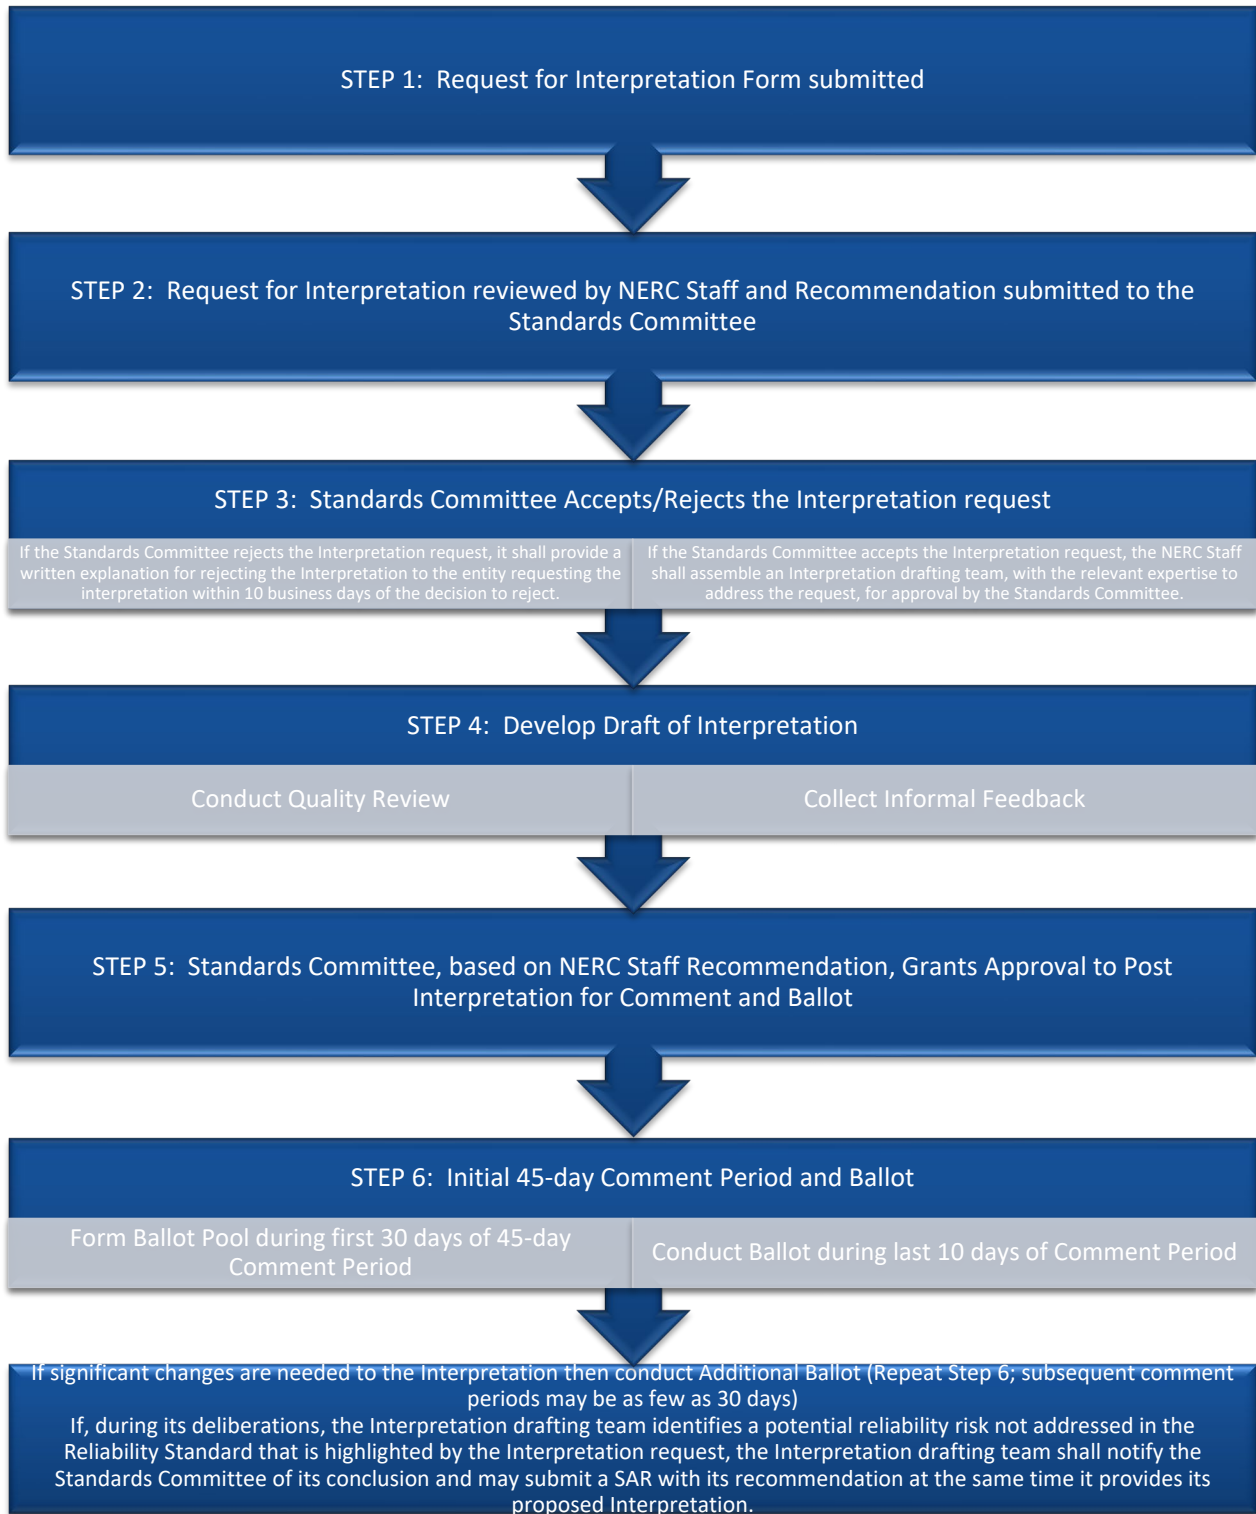 STEP 1:  Request for Interpretation Form submitted
STEP 2:  Request for Interpretation reviewed by NERC Staff and Recommendation submitted to the
Standards Committee
STEP 3:  Standards Committee Accepts/Rejects the Interpretation request
If the Standards Committee rejects the Interpretation request, it shall provide a
written explanation for rejecting the Interpretation to the entity requesting the
interpretation within 10 business days of the decision to reject.
If the Standards Committee accepts the Interpretation request, the NERC Staff
shall assemble an Interpretation drafting team, with the relevant expertise to
address the request, for approval by the Standards Committee.
STEP 4:  Develop Draft of Interpretation
Conduct Quality Review
Collect Informal Feedback
STEP 5:  Standards Committee, based on NERC Staff Recommendation, Grants Approval to Post
Interpretation for Comment and Ballot
STEP 6:  Initial 45-day Comment Period and Ballot
Form Ballot Pool during first 30 days of 45-day
Comment Period
Conduct Ballot during last 10 days of Comment Period
If significant changes are needed to the Interpretation then conduct Additional Ballot (Repeat Step 6; subsequent comment
periods may be as few as 30 days)
If, during its deliberations, the Interpretation drafting team identifies a potential reliability risk not addressed in the
Reliability Standard that is highlighted by the Interpretation request, the Interpretation drafting team shall notify the
Standards Committee of its conclusion and may submit a SAR with its recommendation at the same time it provides its
proposed Interpretation.